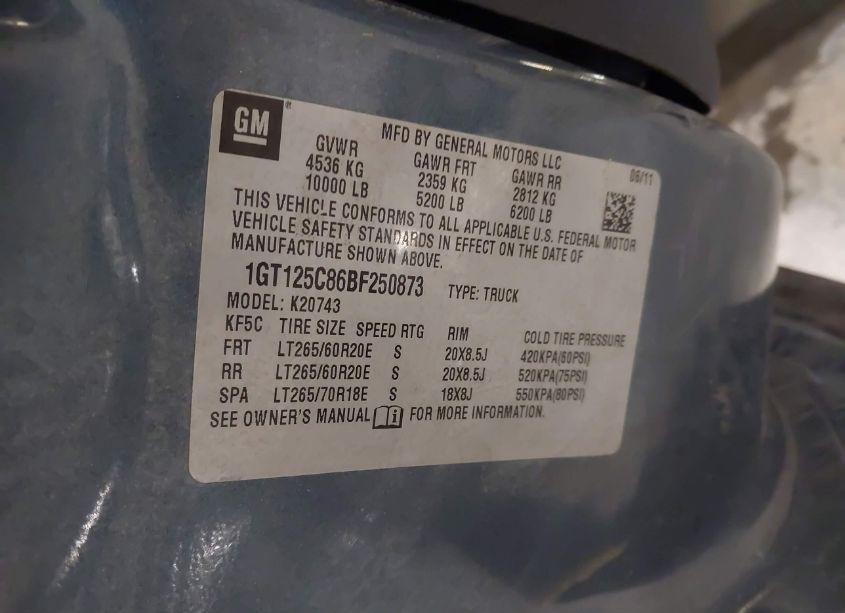 GM
MFD BY GENERAL MOTORS LLC
06/11
GVWR GAWR FRT GAWR RR
4536 KG 2359 KG 2812 KG
10000 LB 5200 LB 6200 LB
THIS VEHICLE CONFORMS TO ALL APPLICABLE U.S. FEDERAL MOTOR
VEHICLE SAFETY STANDARDS IN EFFECT ON THE DATE OF
MANUFACTURE SHOWN ABOVE.
1GT125C86BF250873 TYPE: TRUCK
MODEL: K20743
KF5C TIRE SIZE SPEED RTG RIM COLD TIRE PRESSURE
FRT LT265/60R20E S 20X8.5J 420KPA(60PSI)
RR LT265/60R20E S 20X8.5J 520KPA(75PSI)
SPA LT265/70R18E S 18X8J 550KPA(80PSI)
SEE OWNER'S MANUAL FOR MORE INFORMATION.